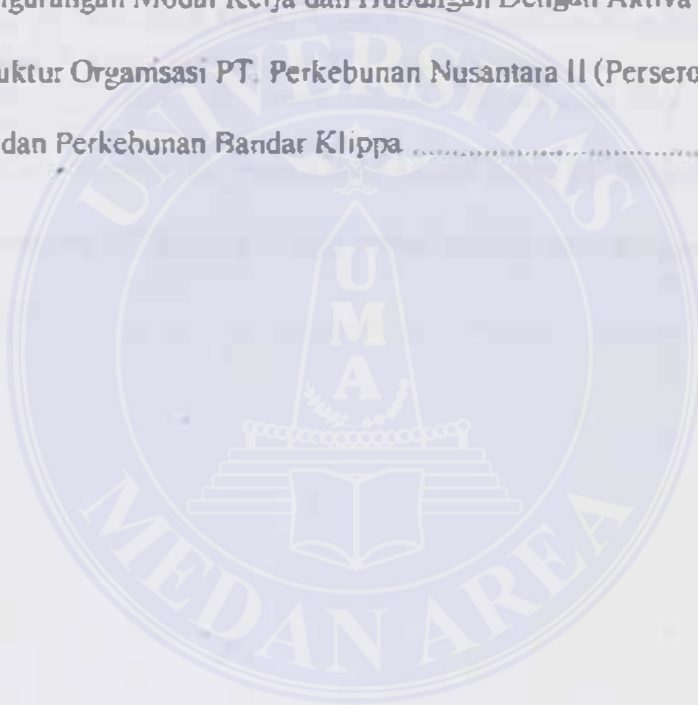 Modal Kerja dan Hubungan Dengan Aktiva
uktur Orgamsasi PT. Perkebunan Nusantara II (Persero
dan Perkebunan Bandar Klippa
UNIVERSITAS
U
M
A
MEDAN AREA